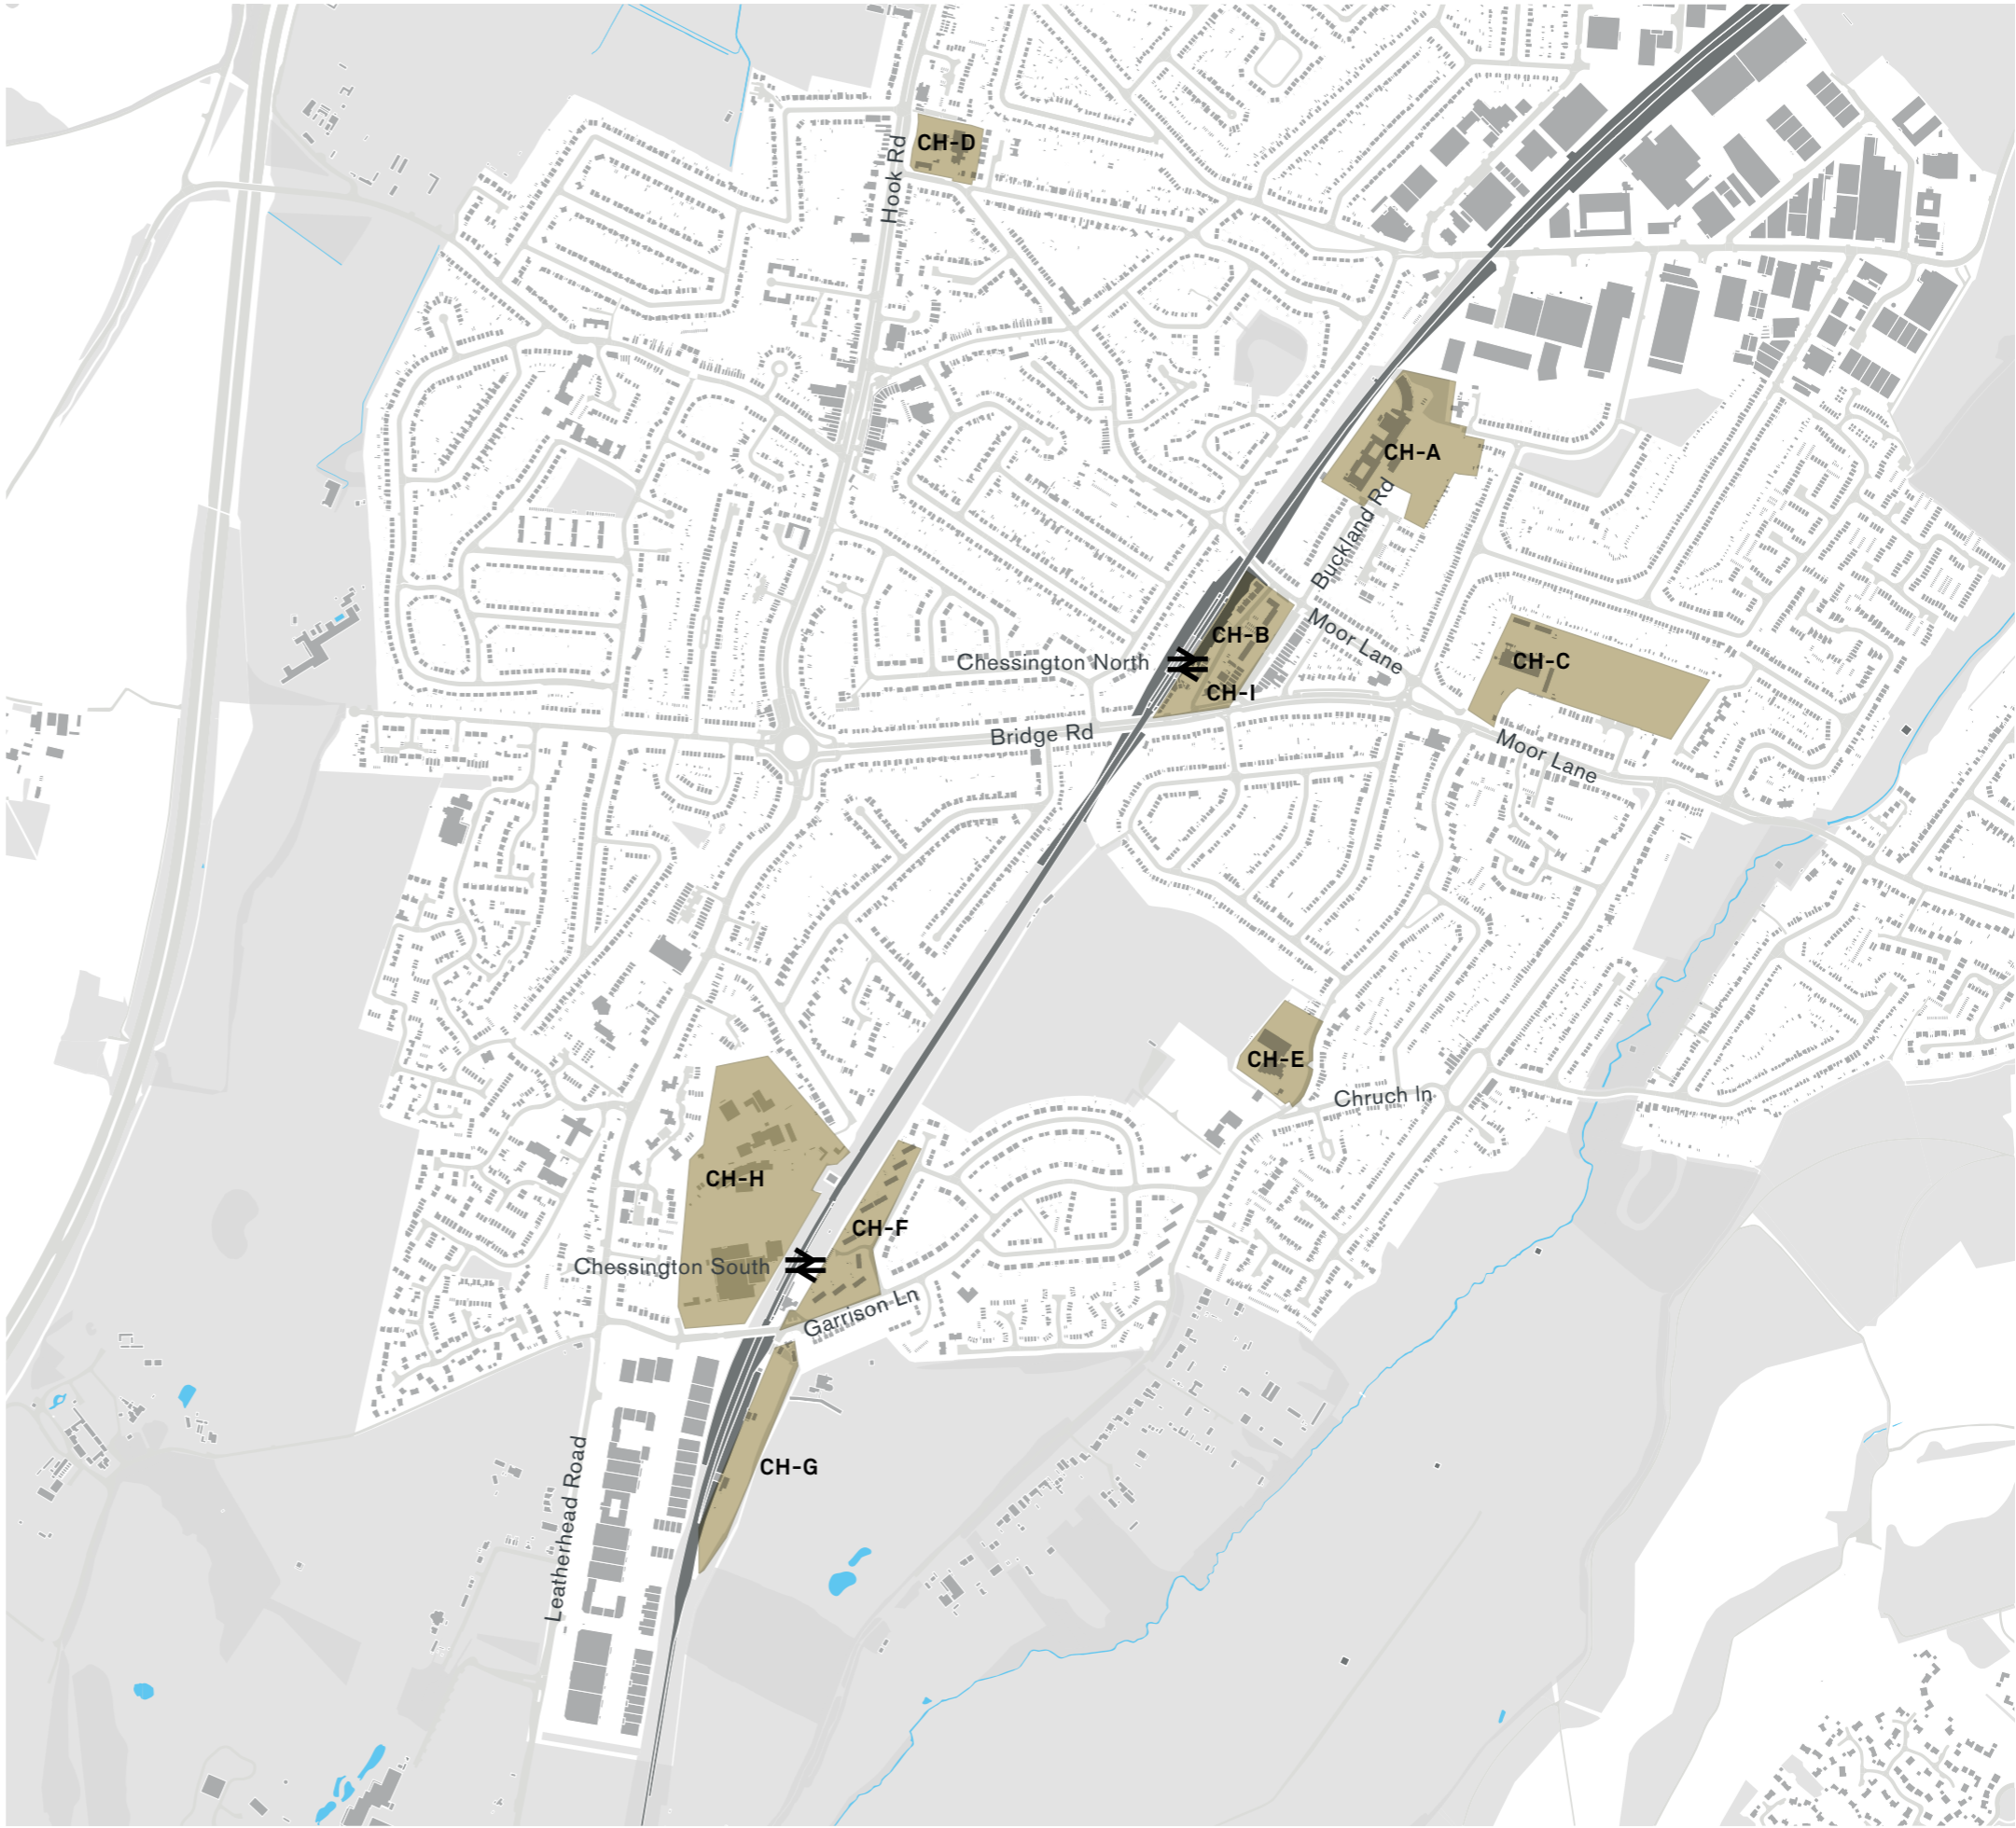 CH-D
Hook Rd
CH-A
Buckland Rd
CH-B
Moor Lane
Chessington North
CH-C
CH-I
Bridge Rd
Moor Lane
CH-E
Chruch ln
CH-H
CH-F
Chessington South
Garrison Ln
CH-G
Leatherhead Road